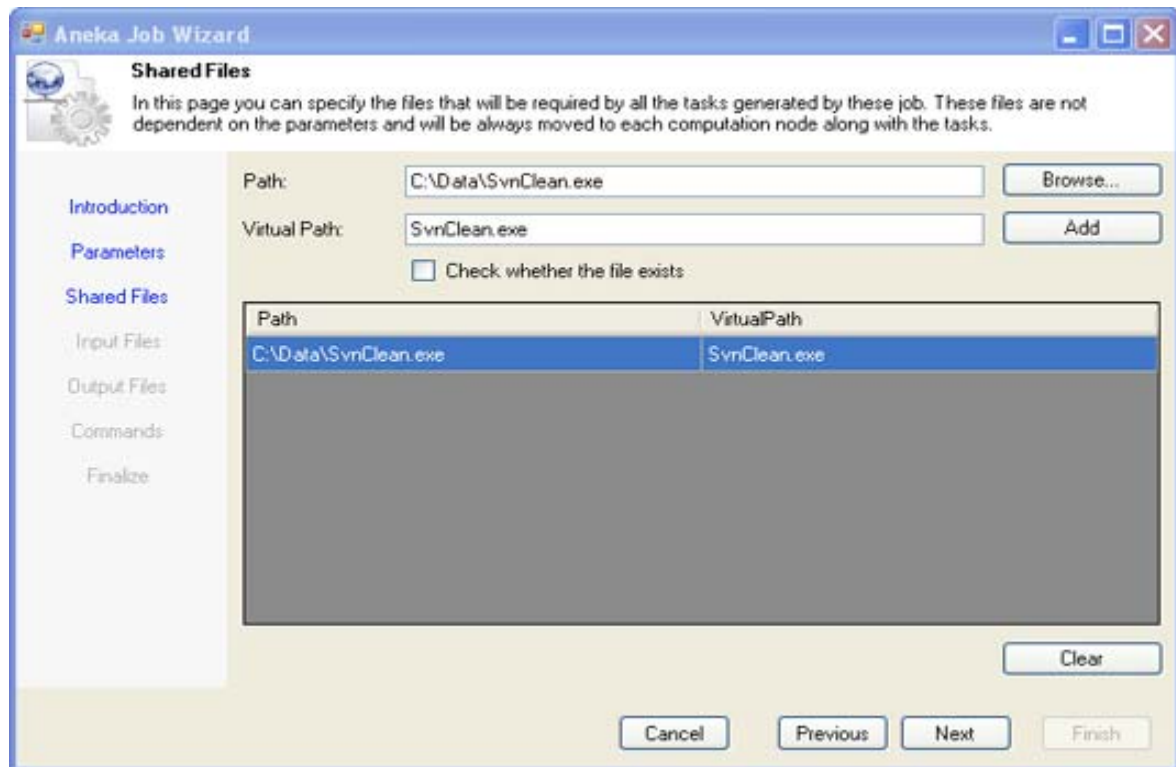 Aneka Job Wizard
Shared Files
In this page you can specify the files that will be required by all the tasks generated by these job. These files are not
dependent on the parameters and will be always moved to each computation node along with the tasks.
Introduction
Parameters
Shared Files
Input Files
Output Files
Commands
Finalize
Path: C:\Data\SvnClean.exe Browse...
Virtual Path: SvnClean.exe Add
Check whether the file exists
Path VirtualPath
C:\Data\SvnClean.exe SvnClean.exe
Clear
Cancel Previous Next Finish